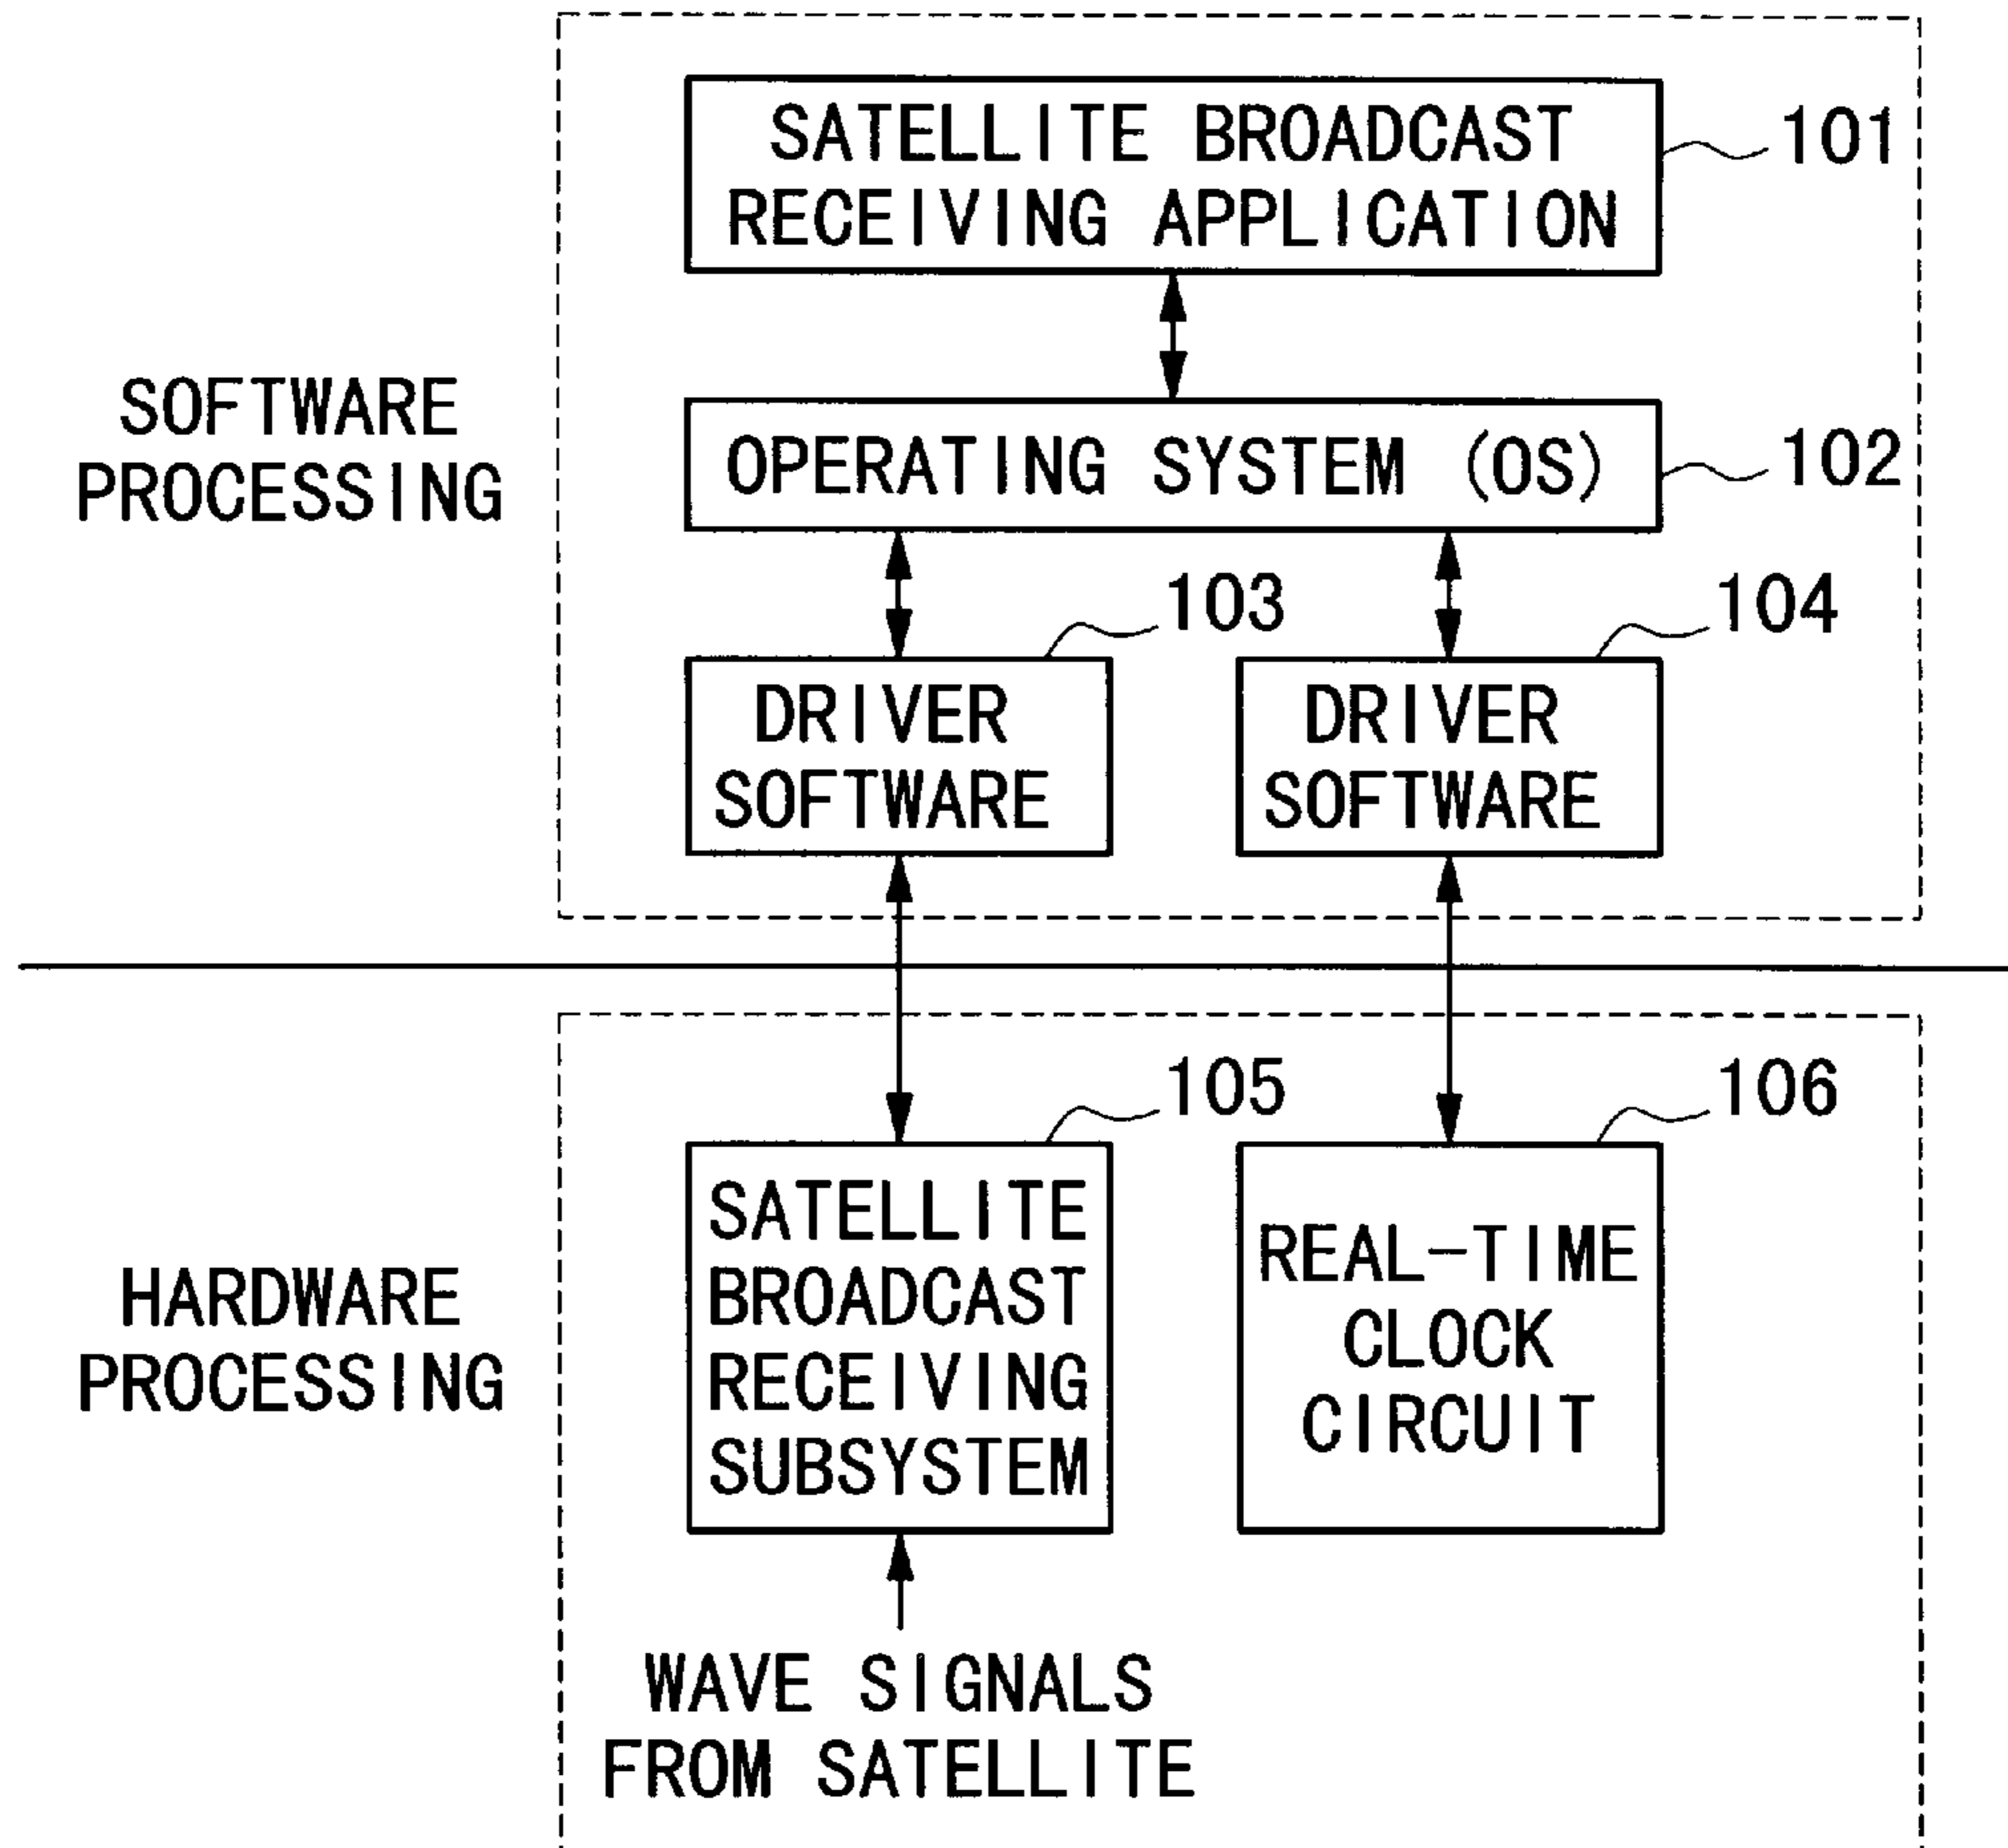 SATELLITE BROADCAST
RECEIVING APPLICATION
101
SOFTWARE
PROCESSING
OPERATING SYSTEM (OS)
102
103
104
DRIVER
SOFTWARE
DRIVER
SOFTWARE
105
106
HARDWARE
PROCESSING
SATELLITE
BROADCAST
RECEIVING
SUBSYSTEM
REAL-TIME
CLOCK
CIRCUIT
WAVE SIGNALS
FROM SATELLITE